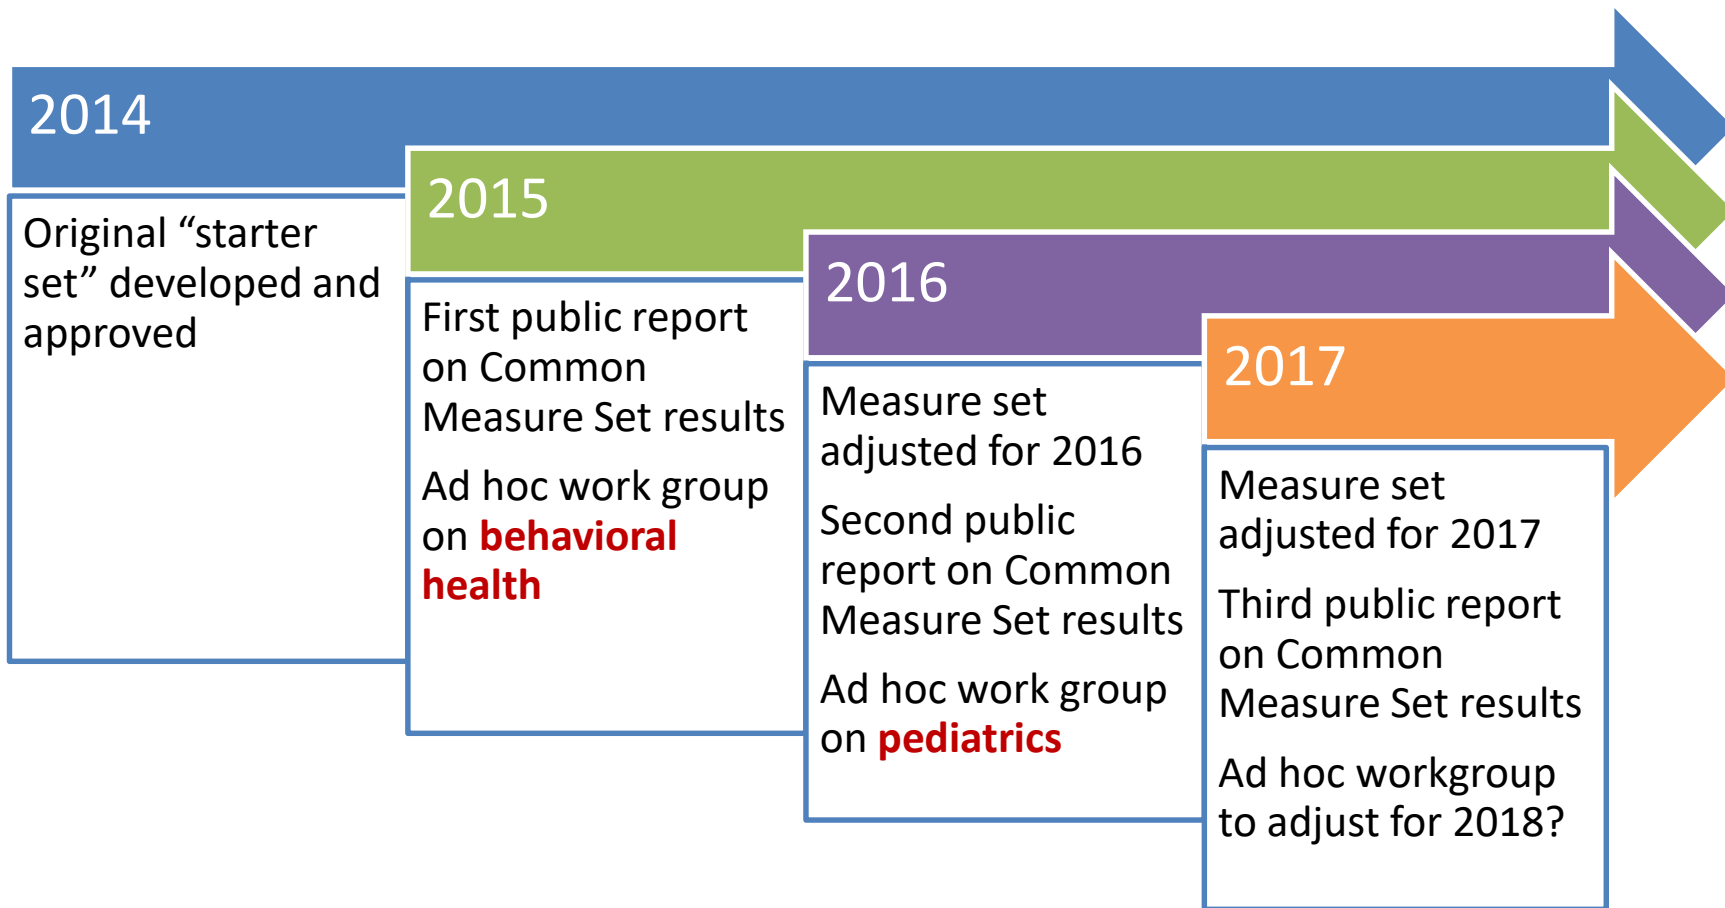 2014
Original “starter
set” developed and
approved
2015
First public report
on Common
Measure Set results
Ad hoc work group
on behavioral
health
2016
Measure set
adjusted for 2016
Second public
report on Common
Measure Set results
Ad hoc work group
on pediatrics
2017
Measure set
adjusted for 2017
Third public report
on Common
Measure Set results
Ad hoc workgroup
to adjust for 2018?